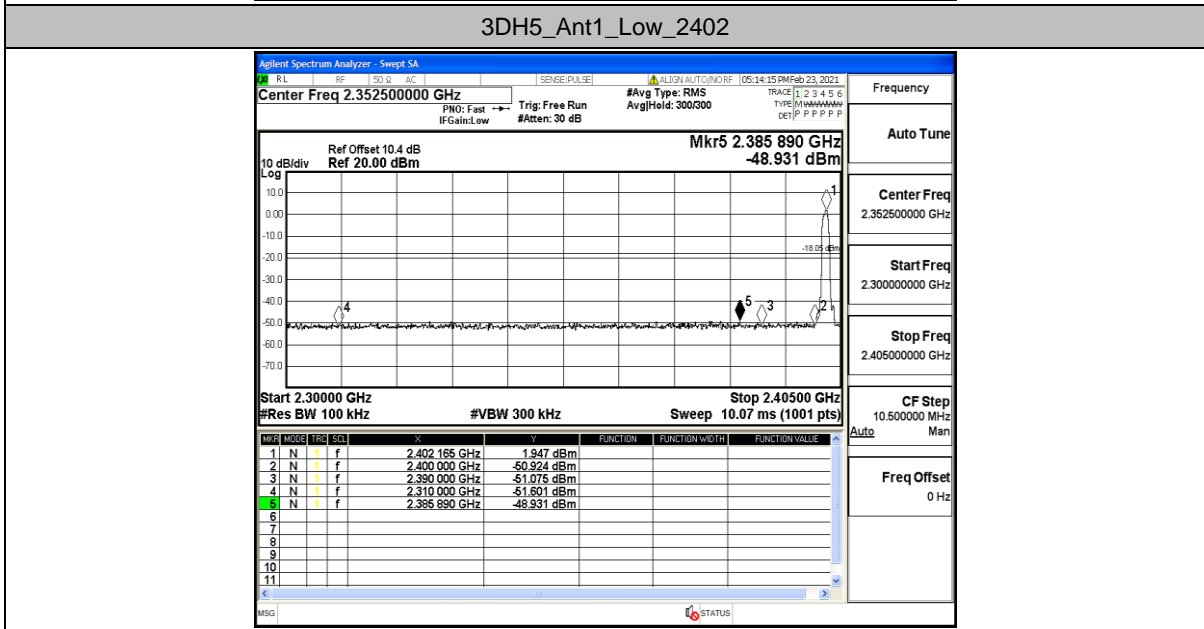 3DH5_Ant1_Low_2402
Agilent Spectrum Analyzer - Swept SA
RL RF 50 Ω AC SENSE:PULSE ALIGN AUTO/NO RF 05:14:15 PM Feb 23, 2021
Center Freq 2.352500000 GHz
PNO: Fast
IFGain:Low
Trig: Free Run
#Atten: 30 dB
#Avg Type: RMS
Avg|Hold: 300/300
TRACE 1 2 3 4 5 6
TYPE M W W W W W
DET P P P P P P
Ref Offset 10.4 dB
10 dB/div Ref 20.00 dBm
Log
Mkr5 2.385 890 GHz
-48.931 dBm
10.0
0.00
-10.0
-20.0
-30.0
-40.0
-50.0
-60.0
-70.0
1
-18.05 dBm
4
5
3
2
Start 2.30000 GHz Stop 2.40500 GHz
#Res BW 100 kHz #VBW 300 kHz Sweep 10.07 ms (1001 pts)
MKR MODE TRC SCL X Y FUNCTION FUNCTION WIDTH FUNCTION VALUE
1 N 1 f 2.402 165 GHz 1.947 dBm
2 N 1 f 2.400 000 GHz -50.924 dBm
3 N 1 f 2.390 000 GHz -51.075 dBm
4 N 1 f 2.310 000 GHz -51.601 dBm
5 N 1 f 2.385 890 GHz -48.931 dBm
6
7
8
9
10
11
MSG STATUS
Frequency
Auto Tune
Center Freq
2.352500000 GHz
Start Freq
2.300000000 GHz
Stop Freq
2.405000000 GHz
CF Step
10.500000 MHz
Auto Man
Freq Offset
0 Hz